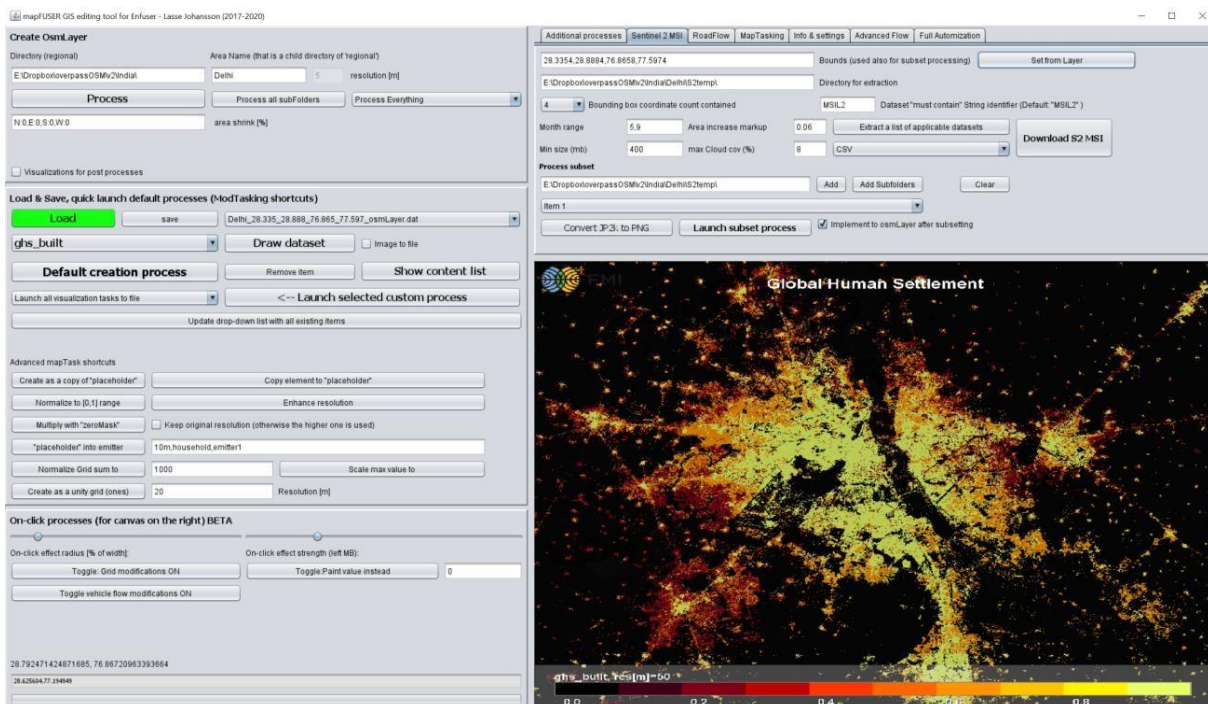 mapFUSER GIS editing tool for Enfuser - Lasse Johansson (2017-2020)
Create OsmLayer
Directory (regional) Area Name (that is a child directory of 'regional')
E:\Dropbox\overpassOSM\v2\India\ Delhi 5 resolution [m]
Process Process all subFolders Process Everything
N:0,E:0,S:0,W:0 area shrink [%]
Visualizations for post processes
Load & Save, quick launch default processes (ModTasking shortcuts)
Load save Delhi_28.335_28.888_76.865_77.597_osmLayer.dat
ghs_built Draw dataset Image to file
Default creation process Remove item Show content list
Launch all visualization tasks to file <-- Launch selected custom process
Update drop-down list with all existing items
Advanced mapTask shortcuts
Create as a copy of "placeholder" Copy element to "placeholder"
Normalize to [0,1] range Enhance resolution
Multiply with "zeroMask" Keep original resolution (otherwise the higher one is used)
"placeholder" into emitter 10m,household,emitter1
Normalize Grid sum to 1000 Scale max value to
Create as a unity grid (ones) 20 Resolution [m]
On-click processes (for canvas on the right) BETA
On-click effect radius [% of width]: On-click effect strength (left MB):
Toggle: Grid modifications ON Toggle:Paint value instead 0
Toggle vehicle flow modifications ON
28.792471424871685, 76.86720963393664
28.625604,77.194949
Additional processes Sentinel 2 MSI RoadFlow MapTasking Info & settings Advanced Flow Full Automization
28.3354,28.8884,76.8658,77.5974 Bounds (used also for subset processing) Set from Layer
E:\Dropbox\overpassOSM\v2\India\Delhi\S2temp\ Directory for extraction
4 Bounding box coordinate count contained MSIL2 Dataset "must contain" String identifier (Default: "MSIL2" )
Month range 5,9 Area increase markup 0.06 Extract a list of applicable datasets Download S2 MSI
Min size (mb) 400 max Cloud cov (%) 8 CSV
Process subset
E:\Dropbox\overpassOSM\v2\India\Delhi\S2temp\ Add Add Subfolders Clear
Item 1
Convert JP2k to PNG Launch subset process Implement to osmLayer after subsetting
FMI Global Human Settlement
ghs_built, res[m]=50
0.0 0.2 0.4 0.6 0.8